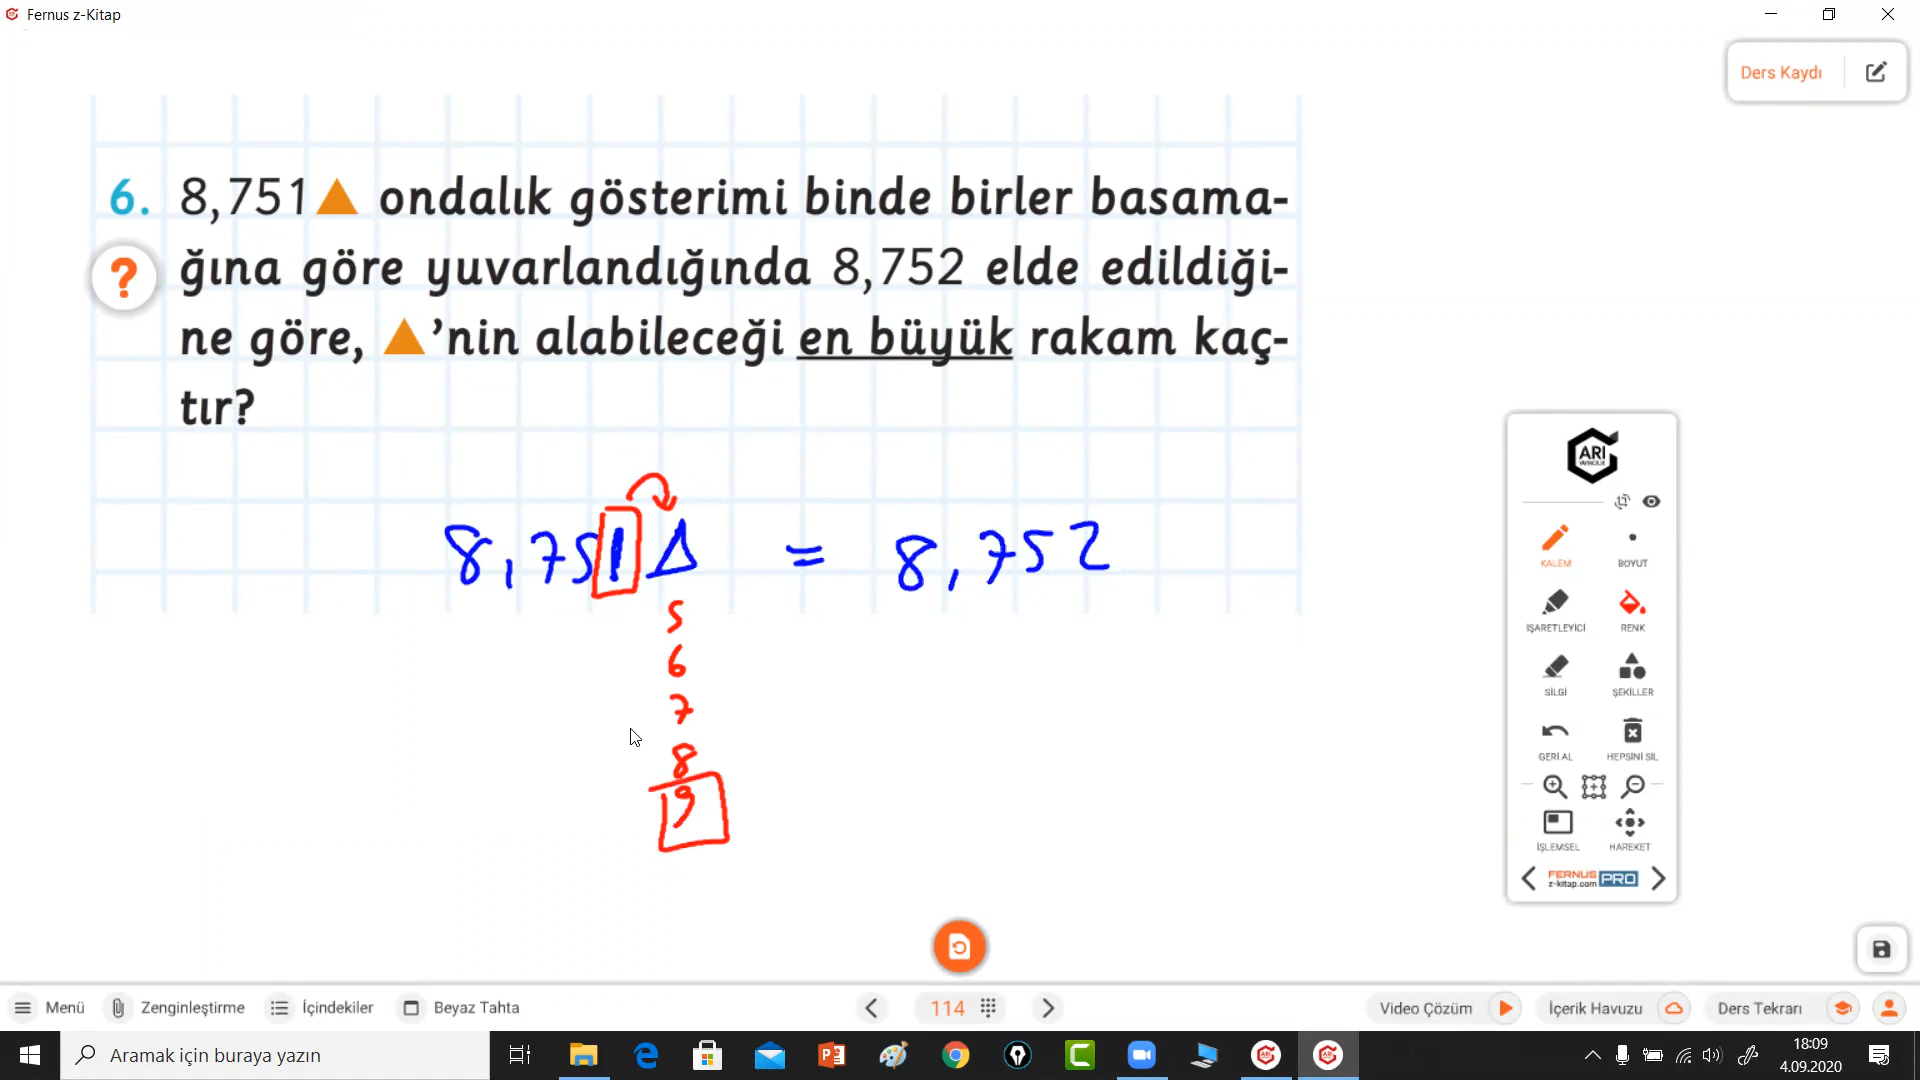 Fernus z-Kitap
Ders Kaydı
6. 8,751▲ ondalık gösterimi binde birler basama-
ğına göre yuvarlandığında 8,752 elde edildiği-
ne göre, ▲'nin alabileceği en büyük rakam kaç-
tır?
?
8,751Δ = 8,752
5
6
7
8
9
ARI
YAYINCILIK
KALEM BOYUT
İŞARETLEYİCİ RENK
SİLGİ ŞEKİLLER
GERİ AL HEPSİNİ SİL
İŞLEMSEL HAREKET
FERNUS
z-kitap.com PRO
Menü Zenginleştirme İçindekiler Beyaz Tahta 114 Video Çözüm İçerik Havuzu Ders Tekrarı
Aramak için buraya yazın
18:09
4.09.2020